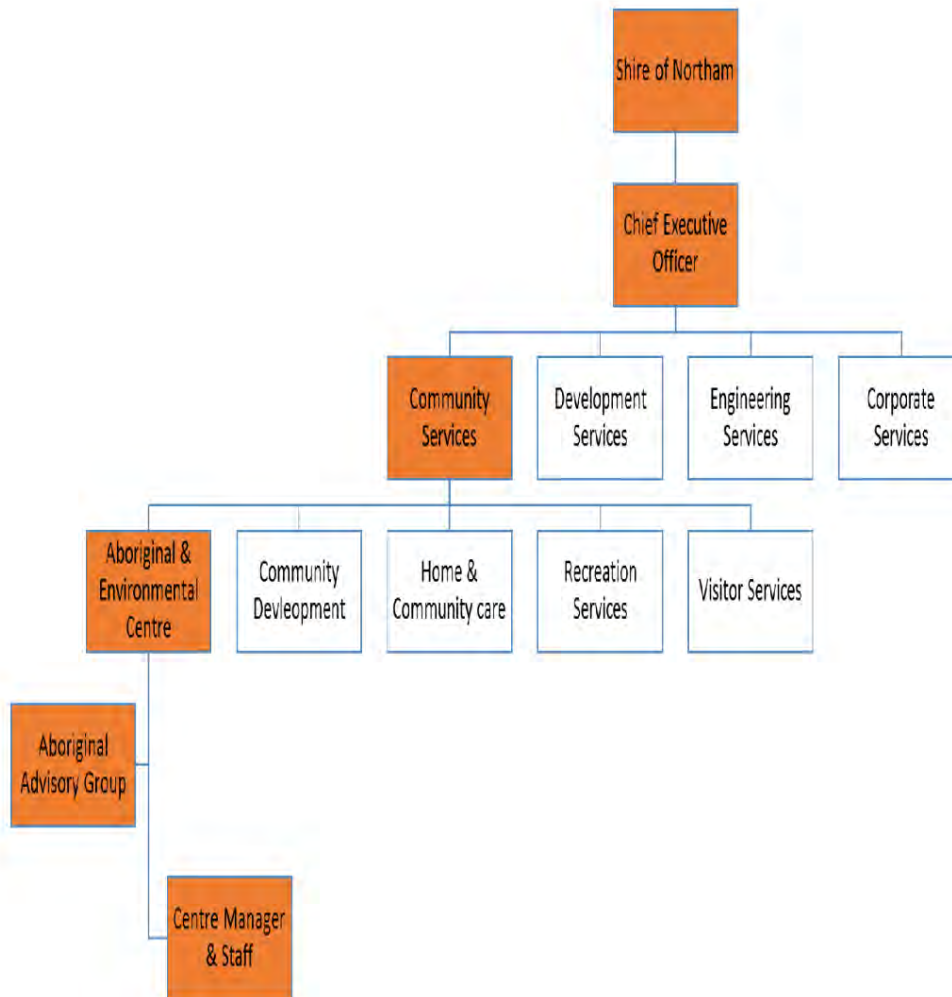 Shire of Northam
Chief Executive
Officer
Community
Services
Development
Services
Engineering
Services
Corporate
Services
Aboriginal &
Environmental
Centre
Community
Devleopment
Home &
Community care
Recreation
Services
Visitor Services
Aboriginal
Advisory Group
Centre Manager
& Staff